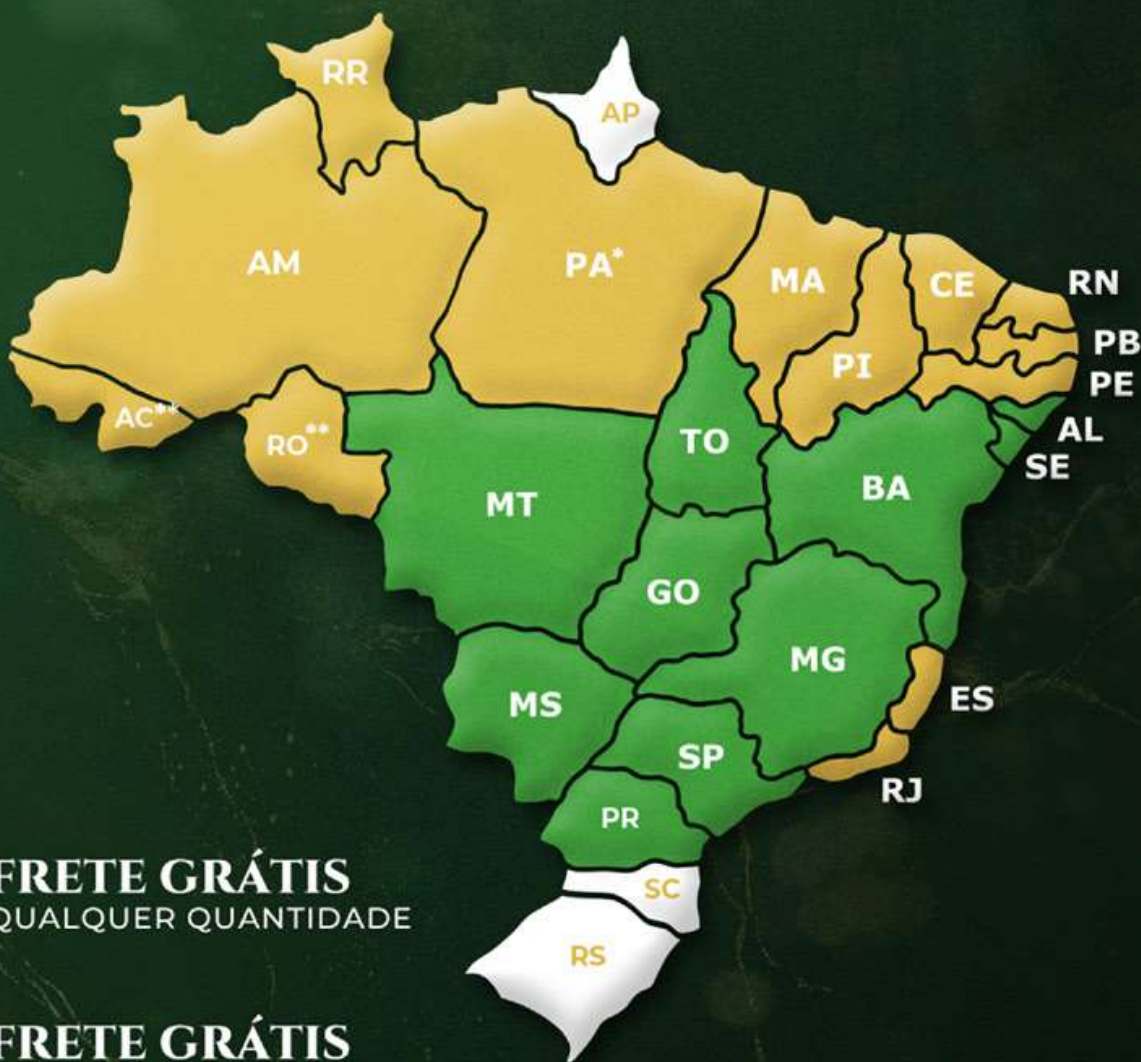 RR
AP
AM
PA*
MA
CE
RN
PB
PI
PE
AC**
RO**
TO
AL
SE
BA
MT
GO
MG
MS
ES
SP
RJ
PR
FRETE GRÁTIS
QUALQUER QUANTIDADE
SC
RS
FRETE GRÁTIS